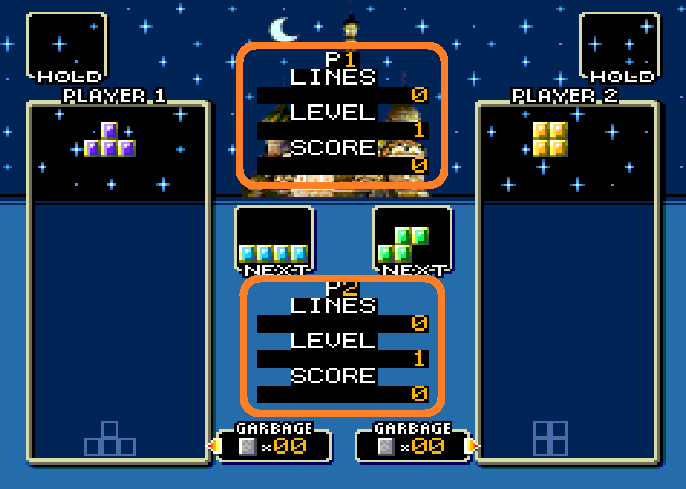 HOLD
HOLD
PLAYER 1
PLAYER 2
P1
LINES
0
LEVEL
1
SCORE
0
NEXT
NEXT
P2
LINES
0
LEVEL
1
SCORE
0
GARBAGE
×00
GARBAGE
×00